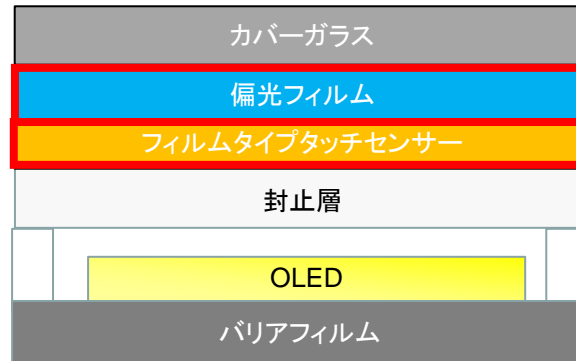 カバーガラス
偏光フィルム
フィルムタイプタッチセンサー
封止層
OLED
バリアフィルム